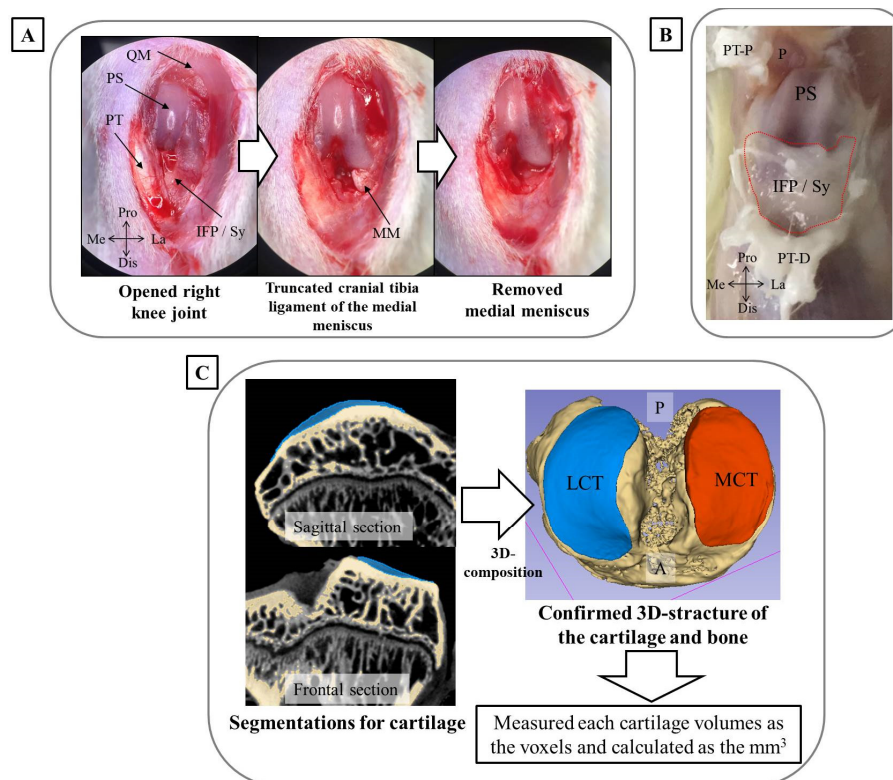 A
QM
PS
PT
Pro
Me
La
Dis
IFP / Sy
MM
Opened right
knee joint
Truncated cranial tibia
ligament of the medial
meniscus
Removed
medial meniscus
B
PT-P
P
PS
IFP / Sy
PT-D
Pro
Me
La
Dis
C
Sagittal section
Frontal section
Segmentations for cartilage
3D-
composition
P
LCT
MCT
A
Confirmed 3D-stracture of
the cartilage and bone
Measured each cartilage volumes as
the voxels and calculated as the mm³